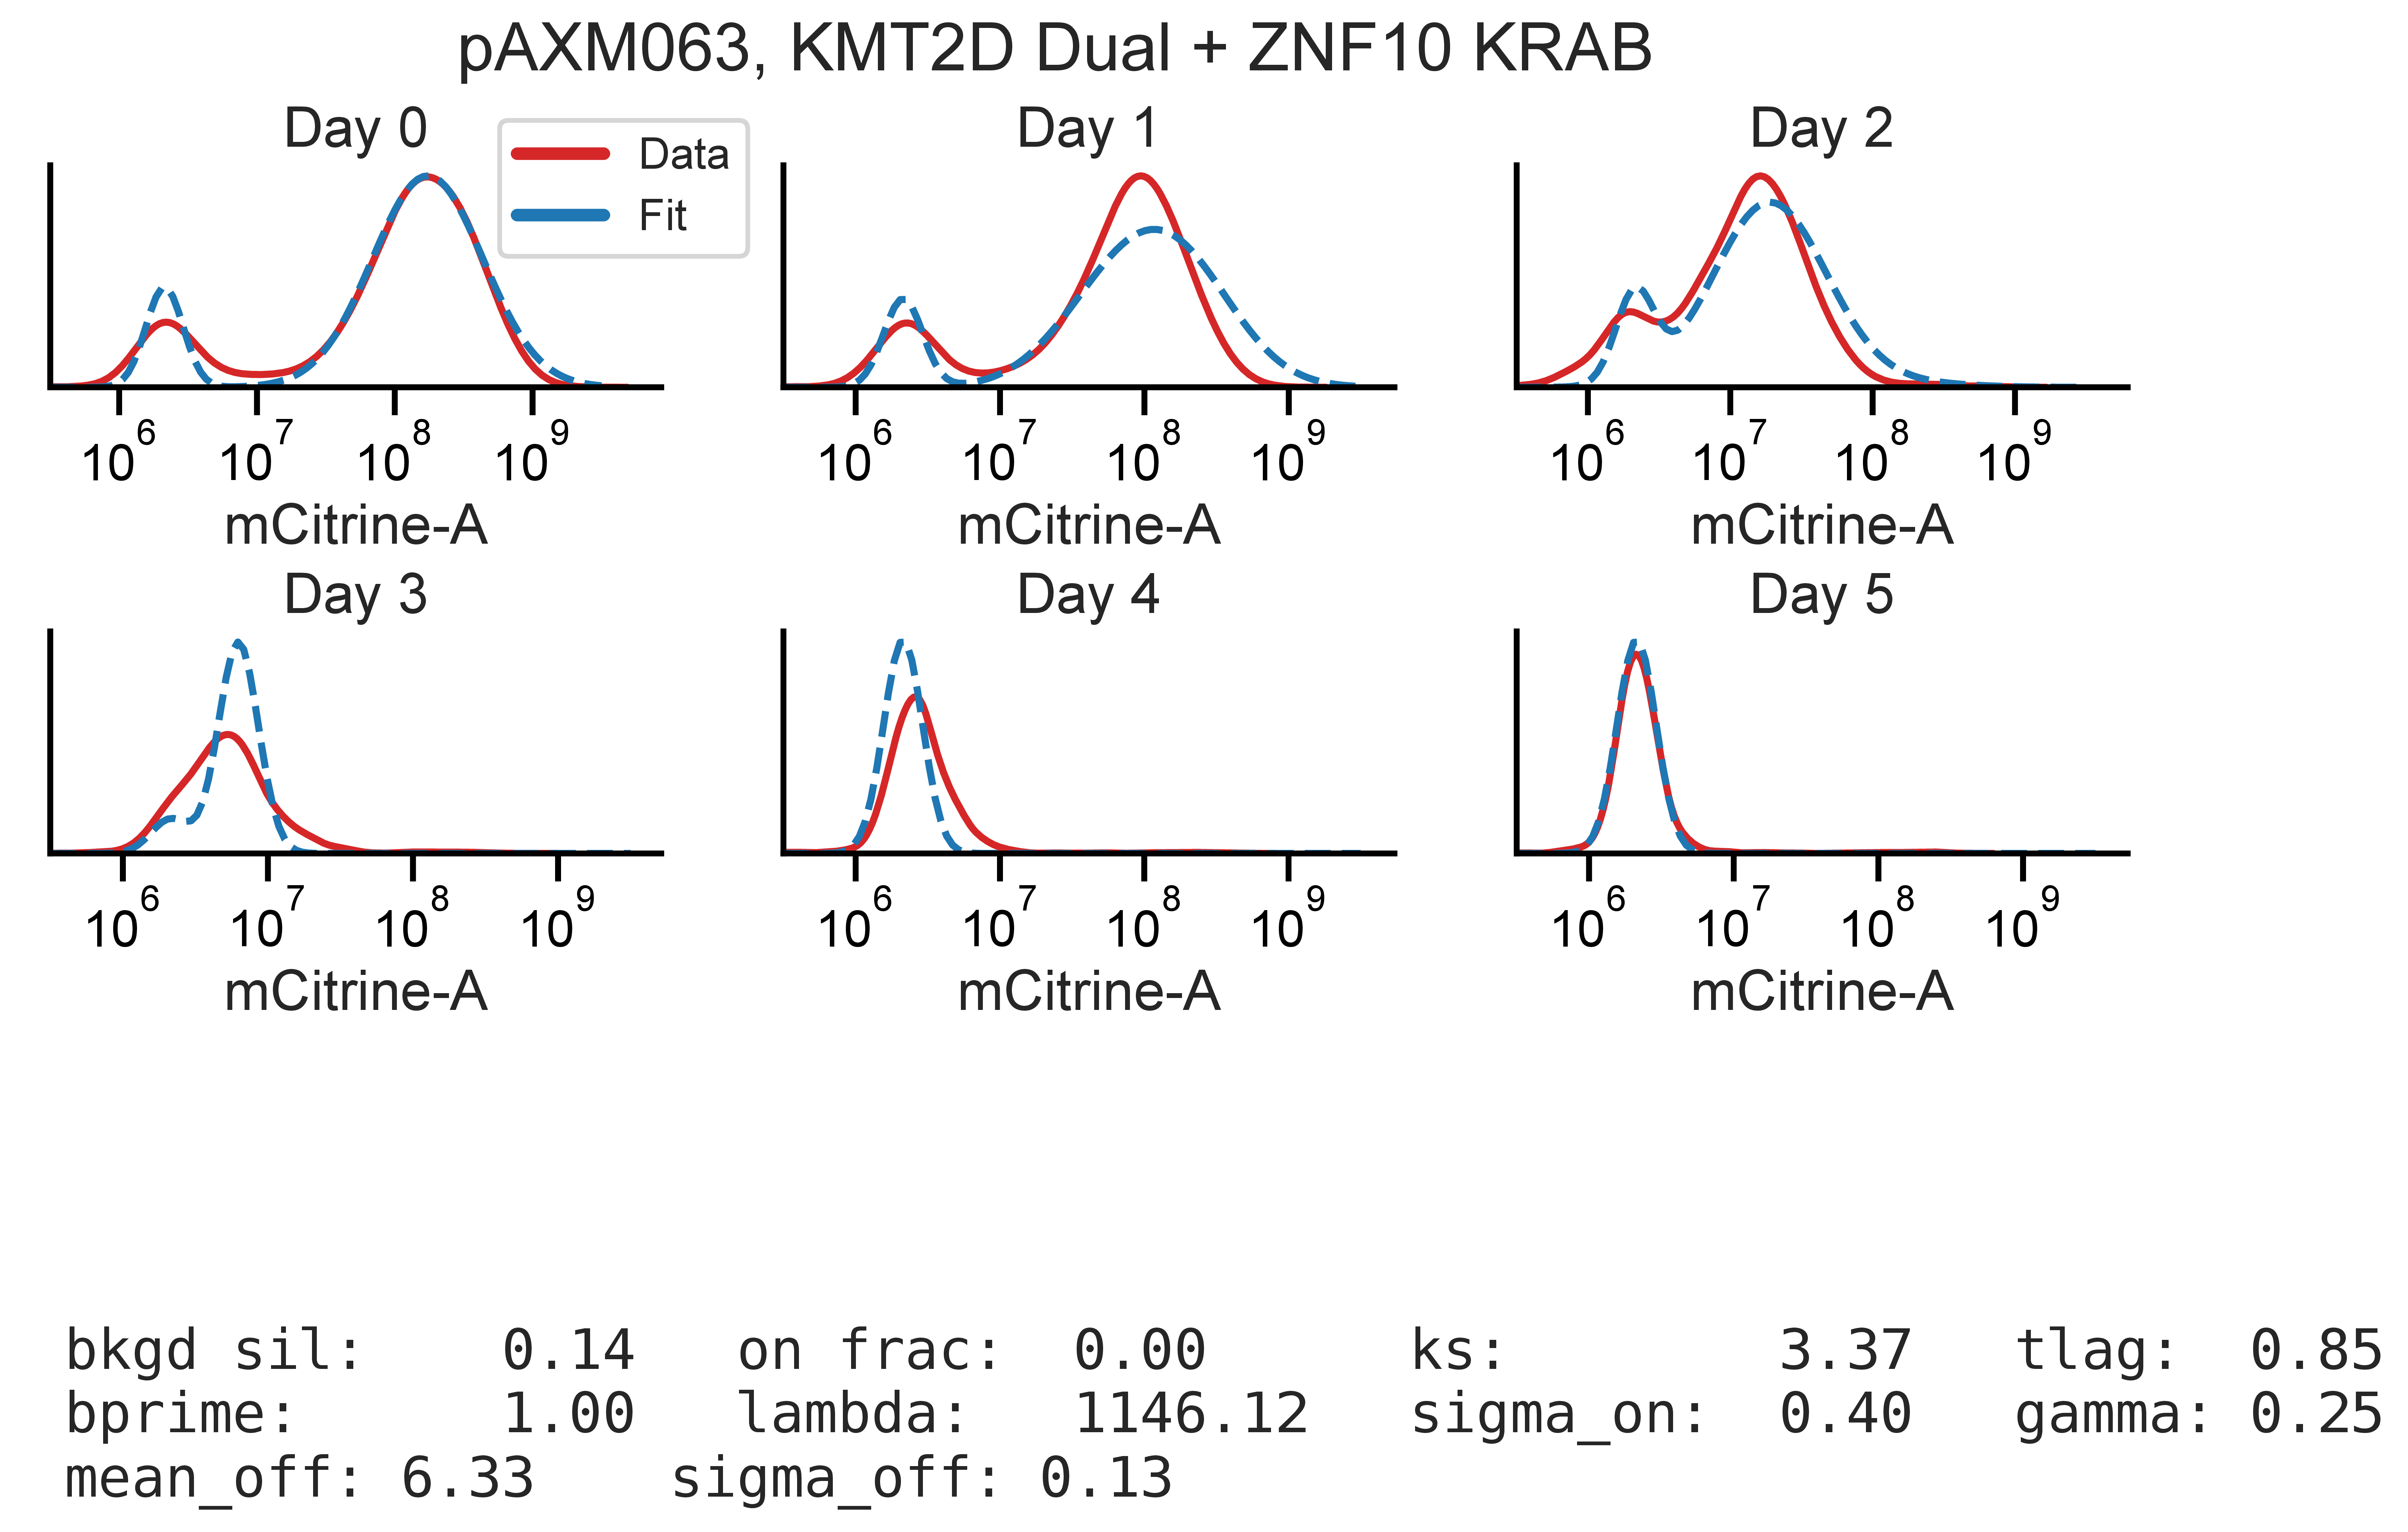 pAXM063, KMT2D Dual + ZNF10 KRAB
Day 0
Data
Fit
10^6 10^7 10^8 10^9
mCitrine-A
Day 1
10^6 10^7 10^8 10^9
mCitrine-A
Day 2
10^6 10^7 10^8 10^9
mCitrine-A
Day 3
10^6 10^7 10^8 10^9
mCitrine-A
Day 4
10^6 10^7 10^8 10^9
mCitrine-A
Day 5
10^6 10^7 10^8 10^9
mCitrine-A
bkgd sil: 0.14 on frac: 0.00 ks: 3.37 tlag: 0.85
bprime: 1.00 lambda: 1146.12 sigma_on: 0.40 gamma: 0.25
mean_off: 6.33 sigma_off: 0.13